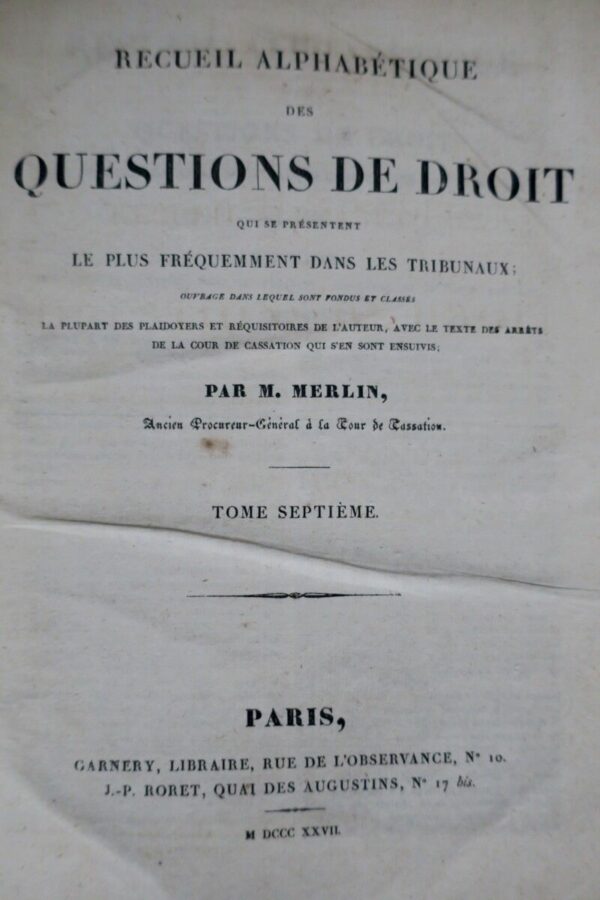 RECUEIL ALPHABÉTIQUE
DES
QUESTIONS DE DROIT
QUI SE PRÉSENTENT
LE PLUS FRÉQUEMMENT DANS LES TRIBUNAUX;
OUVRAGE DANS LEQUEL SONT FONDUS ET CLASSÉS
LA PLUPART DES PLAIDOYERS ET RÉQUISITOIRES DE L'AUTEUR, AVEC LE TEXTE DES ARRÊTS
DE LA COUR DE CASSATION QUI S'EN SONT ENSUIVIS;
PAR M. MERLIN,
Ancien Procureur-Général à la Cour de Cassation.
TOME SEPTIÈME.
PARIS,
GARNERY, LIBRAIRE, RUE DE L'OBSERVANCE, N° 10.
J.-P. RORET, QUAI DES AUGUSTINS, N° 17 bis.
M DCCC XXVII.